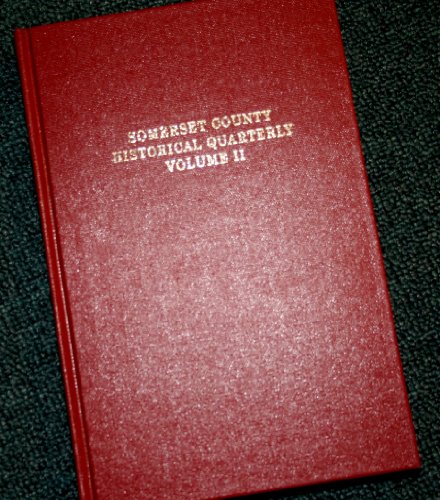 SOMERSET COUNTY
HISTORICAL QUARTERLY
VOLUME II